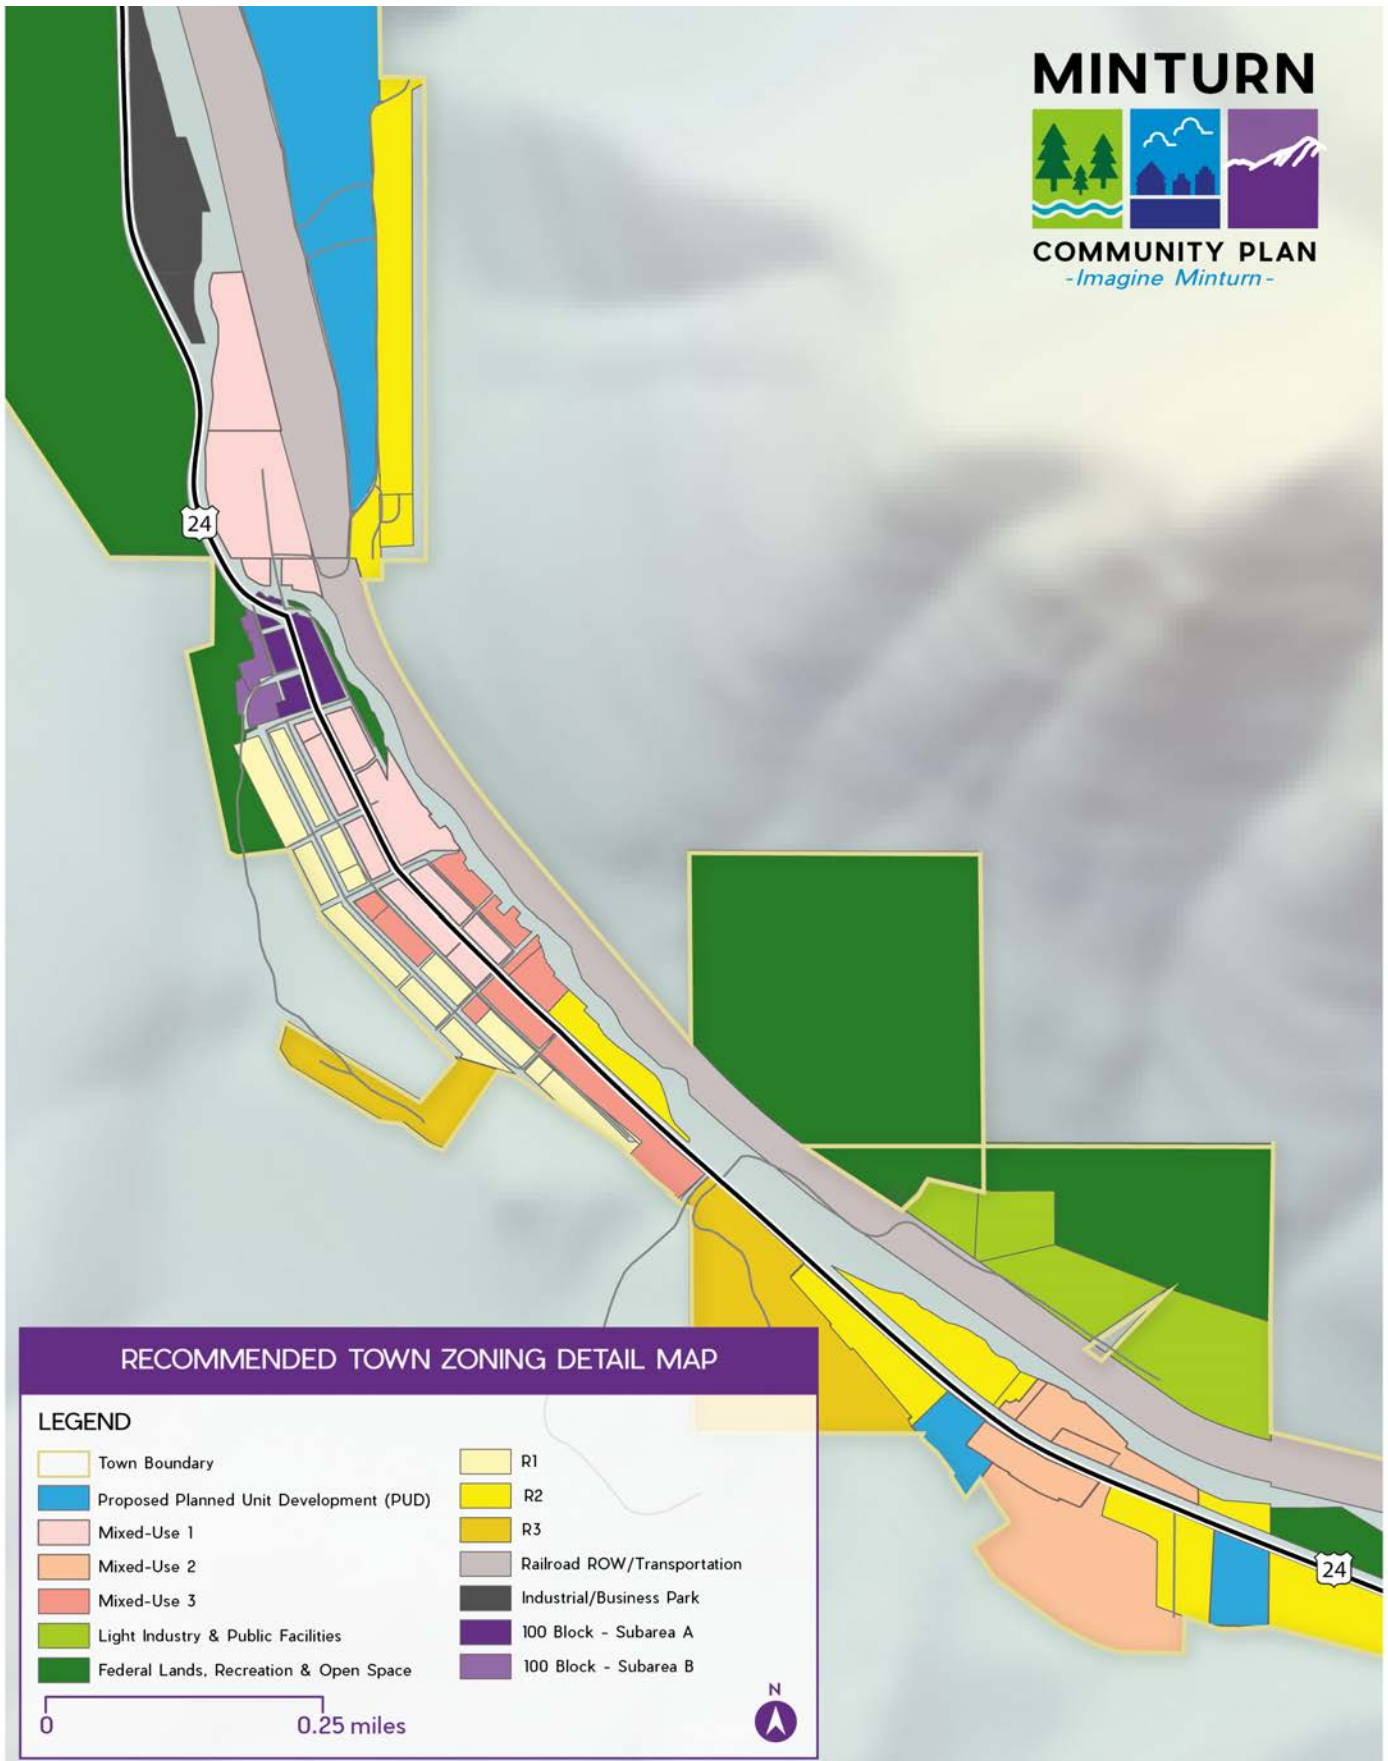 MINTURN
COMMUNITY PLAN
-Imagine Minturn-
24
24
RECOMMENDED TOWN ZONING DETAIL MAP
LEGEND
Town Boundary
Proposed Planned Unit Development (PUD)
Mixed-Use 1
Mixed-Use 2
Mixed-Use 3
Light Industry & Public Facilities
Federal Lands, Recreation & Open Space
R1
R2
R3
Railroad ROW/Transportation
Industrial/Business Park
100 Block - Subarea A
100 Block - Subarea B
0 0.25 miles
N